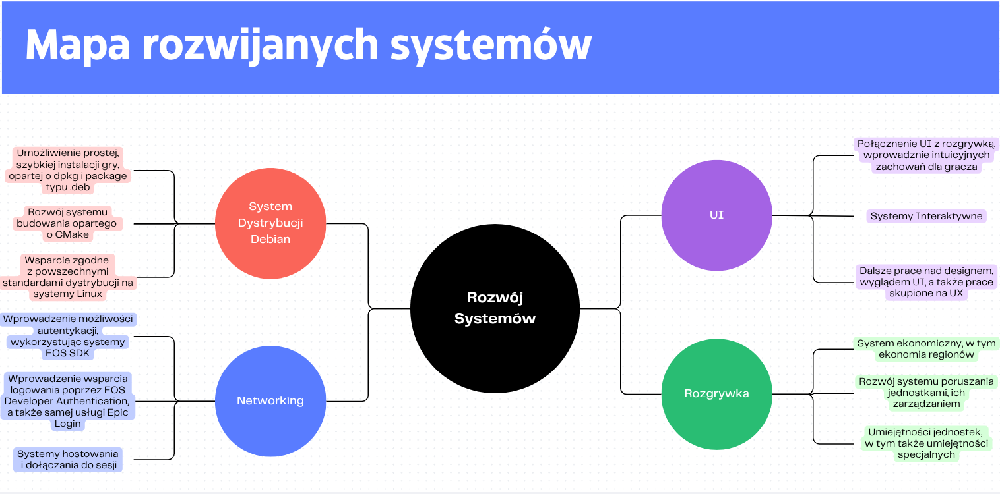 Mapa rozwijanych systemów
Umożliwienie prostej,
szybkiej instalacji gry,
opartej o dpkg i package
typu .deb
Rozwój systemu
budowania opartego
o CMake
Wsparcie zgodne
z powszechnymi
standardami dystrybucji na
systemy Linux
System
Dystrybucji
Debian
Wprowadzenie możliwości
autentykacji,
wykorzystując systemy
EOS SDK
Wprowadzenie wsparcia
logowania poprzez EOS
Developer Authentication,
a także samej usługi Epic
Login
Systemy hostowania
i dołączania do sesji
Networking
Rozwój
Systemów
UI
Połącznenie UI z rozgrywką,
wprowadznie intuicyjnych
zachowań dla gracza
Systemy Interaktywne
Dalsze prace nad designem,
wyglądem UI, a także prace
skupione na UX
Rozgrywka
System ekonomiczny, w tym
ekonomia regionów
Rozwój systemu poruszania
jednostkami, ich
zarządzaniem
Umiejętności jednostek,
w tym także umiejętności
specjalnych